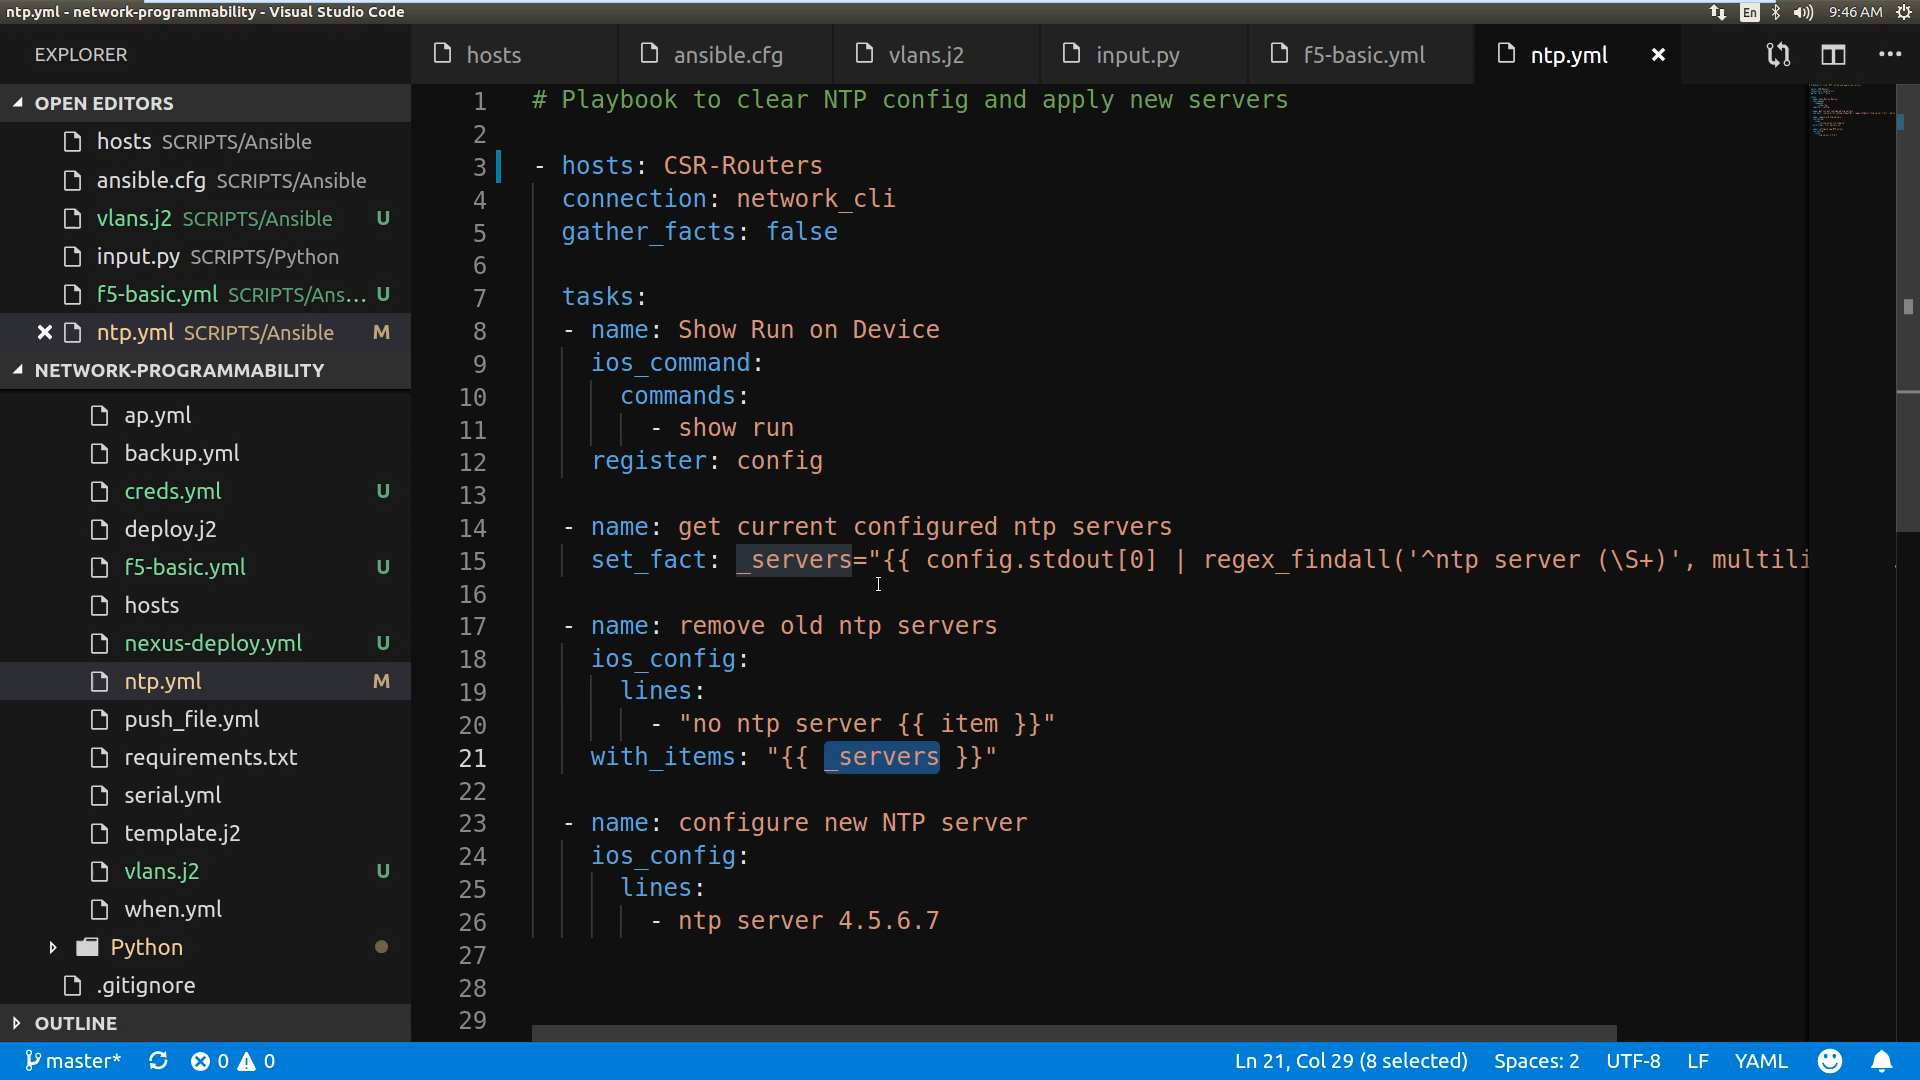 ntp.yml - network-programmability - Visual Studio Code
En 9:46 AM
EXPLORER
OPEN EDITORS
hosts SCRIPTS/Ansible
ansible.cfg SCRIPTS/Ansible
vlans.j2 SCRIPTS/Ansible U
input.py SCRIPTS/Python
f5-basic.yml SCRIPTS/Ans... U
ntp.yml SCRIPTS/Ansible M
NETWORK-PROGRAMMABILITY
ap.yml
backup.yml
creds.yml U
deploy.j2
f5-basic.yml U
hosts
nexus-deploy.yml U
ntp.yml M
push_file.yml
requirements.txt
serial.yml
template.j2
vlans.j2 U
when.yml
Python
.gitignore
OUTLINE
hosts ansible.cfg vlans.j2 input.py f5-basic.yml ntp.yml
1 # Playbook to clear NTP config and apply new servers
2
3 - hosts: CSR-Routers
4 connection: network_cli
5 gather_facts: false
6
7 tasks:
8 - name: Show Run on Device
9 ios_command:
10 commands:
11 - show run
12 register: config
13
14 - name: get current configured ntp servers
15 set_fact: _servers="{{ config.stdout[0] | regex_findall('^ntp server (\S+)', multili
16
17 - name: remove old ntp servers
18 ios_config:
19 lines:
20 - "no ntp server {{ item }}"
21 with_items: "{{ _servers }}"
22
23 - name: configure new NTP server
24 ios_config:
25 lines:
26 - ntp server 4.5.6.7
27
28
29
master* 0 0 Ln 21, Col 29 (8 selected) Spaces: 2 UTF-8 LF YAML